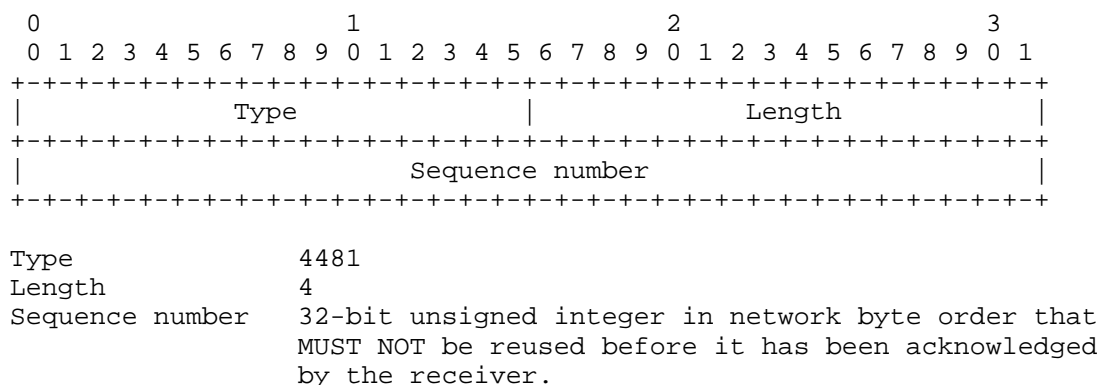 0                   1                   2                   3
 0 1 2 3 4 5 6 7 8 9 0 1 2 3 4 5 6 7 8 9 0 1 2 3 4 5 6 7 8 9 0 1
+-+-+-+-+-+-+-+-+-+-+-+-+-+-+-+-+-+-+-+-+-+-+-+-+-+-+-+-+-+-+-+-+
|             Type              |             Length            |
+-+-+-+-+-+-+-+-+-+-+-+-+-+-+-+-+-+-+-+-+-+-+-+-+-+-+-+-+-+-+-+-+
|                        Sequence number                        |
+-+-+-+-+-+-+-+-+-+-+-+-+-+-+-+-+-+-+-+-+-+-+-+-+-+-+-+-+-+-+-+-+
Type              4481
Length            4
Sequence number   32-bit unsigned integer in network byte order that
                  MUST NOT be reused before it has been acknowledged
                  by the receiver.